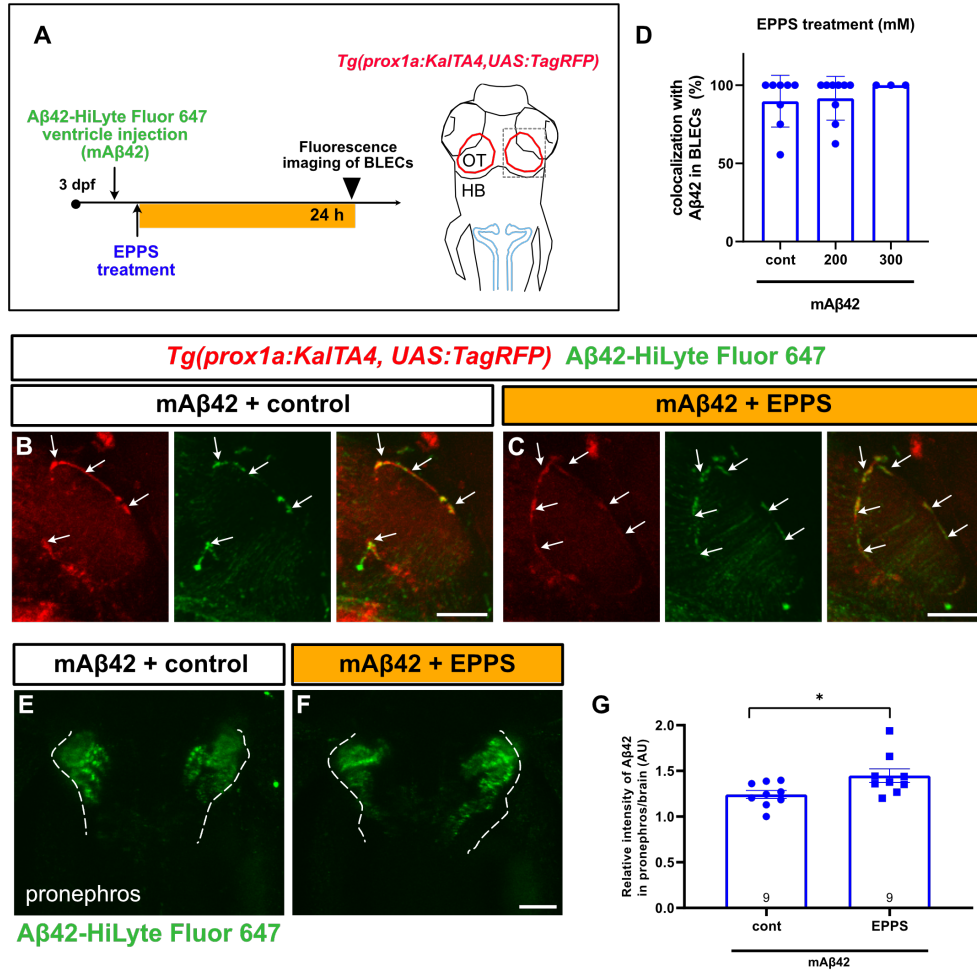 A
Tg(prox1a:KalTA4,UAS:TagRFP)
Aβ42-HiLyte Fluor 647
ventricle injection
(mAβ42)
Fluorescence
imaging of BLECs
3 dpf
24 h
EPPS
treatment
OT
HB
D
EPPS treatment (mM)
colocalization with
Aβ42 in BLECs (%)
100
50
0
cont
200
300
mAβ42
Tg(prox1a:KalTA4, UAS:TagRFP) Aβ42-HiLyte Fluor 647
mAβ42 + control
mAβ42 + EPPS
B
C
mAβ42 + control
mAβ42 + EPPS
E
F
pronephros
Aβ42-HiLyte Fluor 647
G
*
Relative intensity of Aβ42
in pronephros/brain (AU)
2.0
1.5
1.0
0.5
0.0
9
9
cont
EPPS
mAβ42